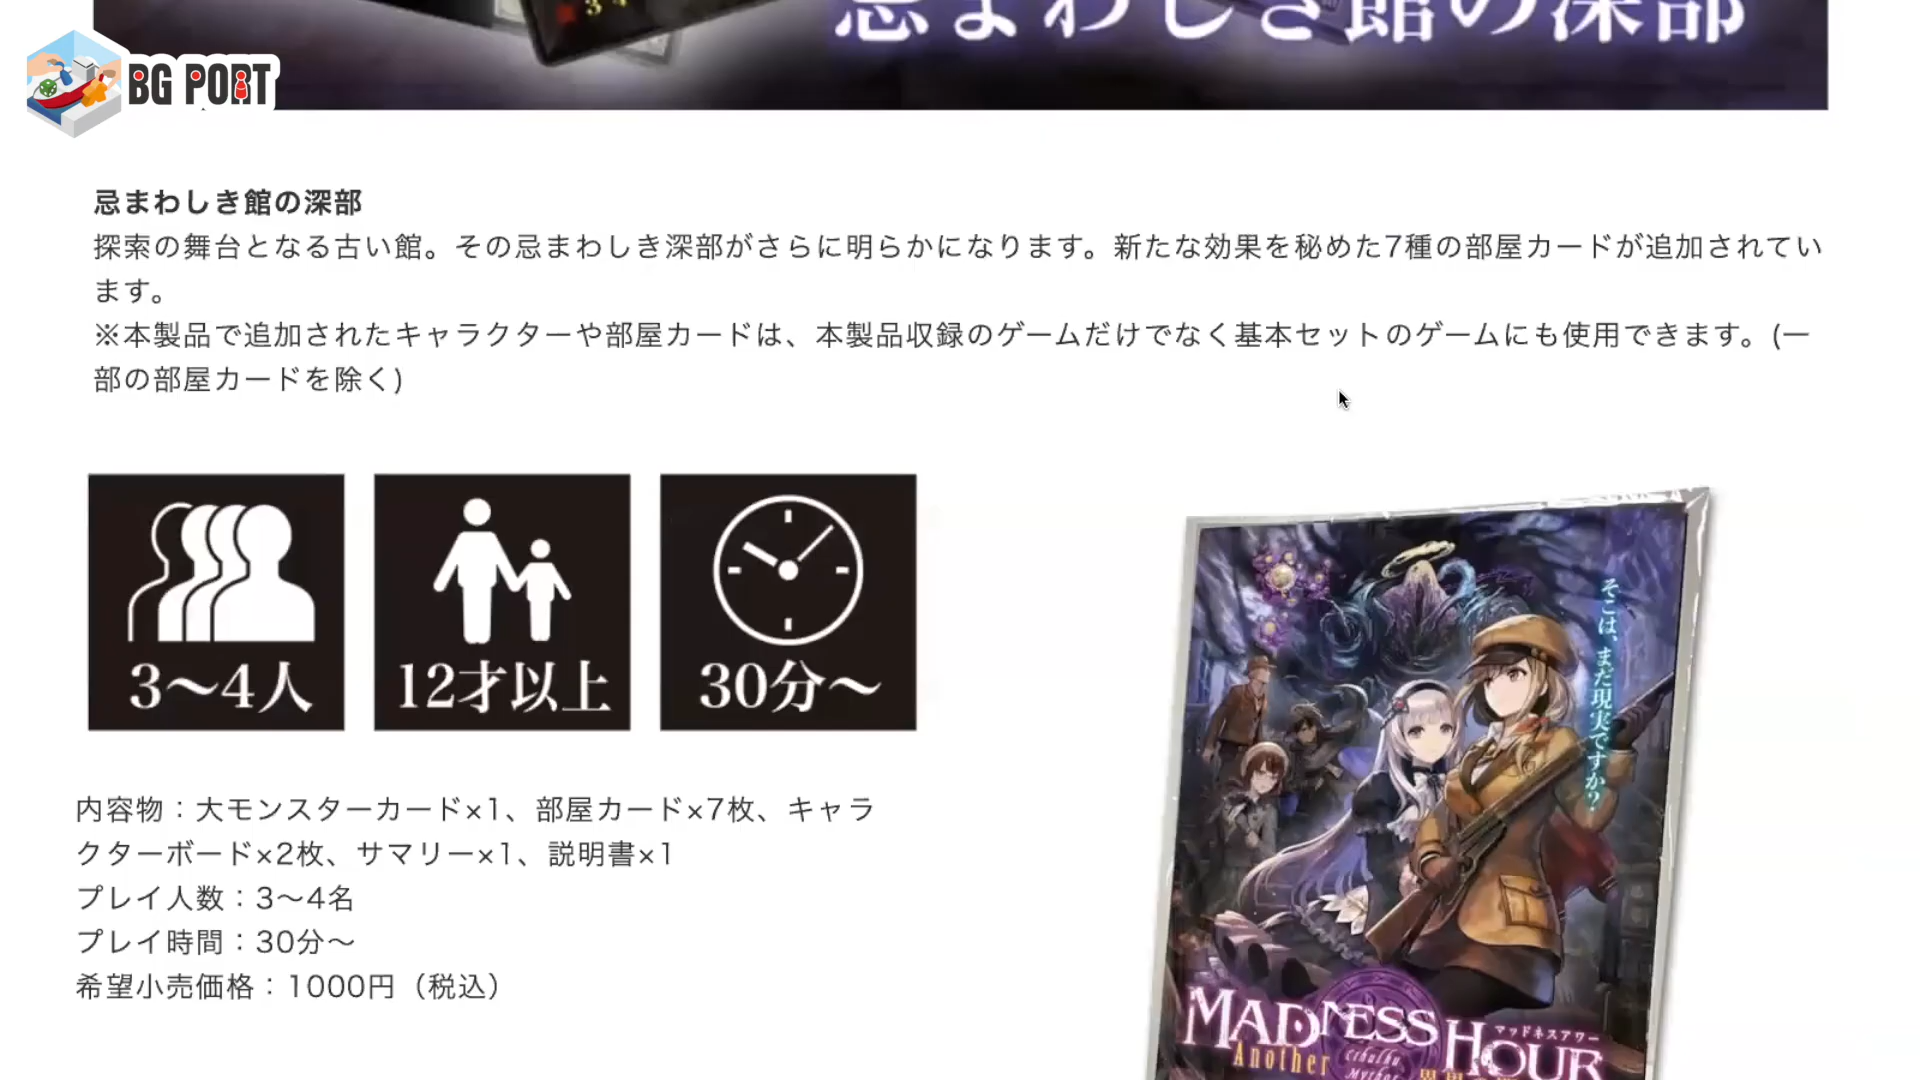 忌まわしき館の深部
BG PORT
忌まわしき館の深部
探索の舞台となる古い館。その忌まわしき深部がさらに明らかになります。新たな効果を秘めた7種の部屋カードが追加されてい
ます。
※本製品で追加されたキャラクターや部屋カードは、本製品収録のゲームだけでなく基本セットのゲームにも使用できます。(一
部の部屋カードを除く)
3〜4人
12才以上
30分〜
内容物：大モンスターカード×1、部屋カード×7枚、キャラ
クターボード×2枚、サマリー×1、説明書×1
プレイ人数：3〜4名
プレイ時間：30分〜
希望小売価格：1000円（税込）
そこは、まだ現実ですか？
MADNESS HOUR
マッドネスアワー
Another
Cthulhu
Mythos